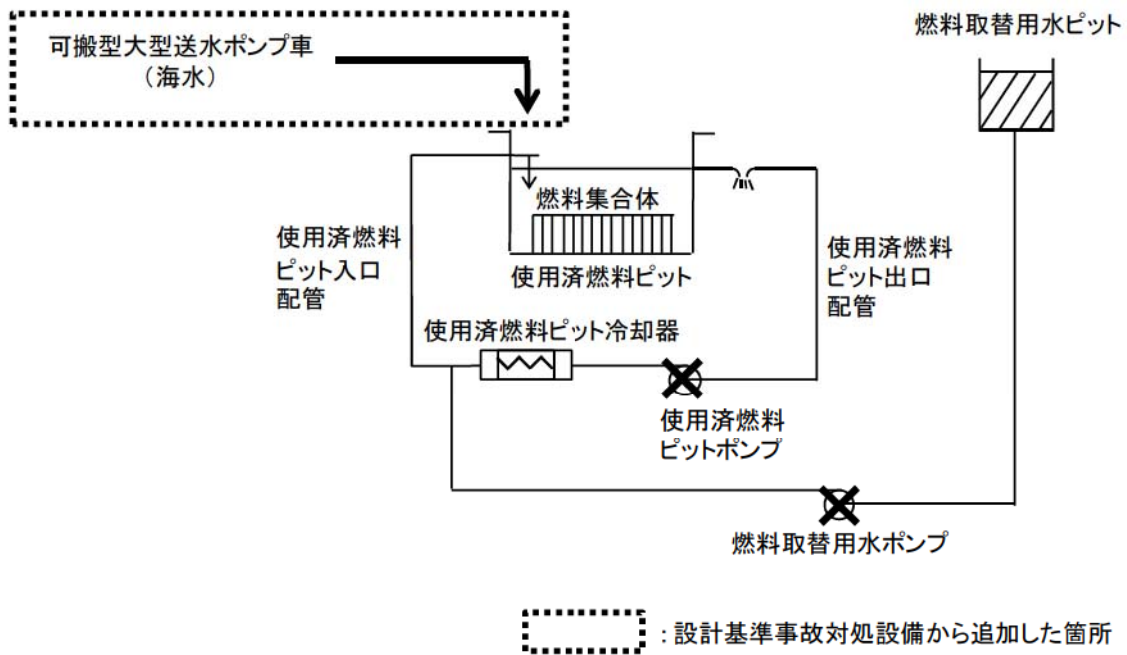 可搬型大型送水ポンプ車
（海水）
燃料取替用水ピット
燃料集合体
使用済燃料
ピット入口
配管
使用済燃料ピット
使用済燃料
ピット出口
配管
使用済燃料ピット冷却器
使用済燃料
ピットポンプ
燃料取替用水ポンプ
：設計基準事故対処設備から追加した箇所